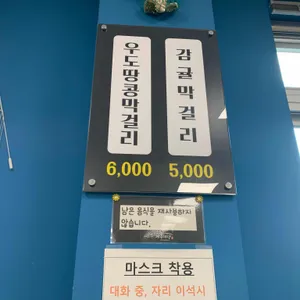 우도땅콩막걸리
6,000
감귤막걸리
5,000
남은 음식을 재사용하지
않습니다.
마스크 착용
대화 중, 자리 이석시